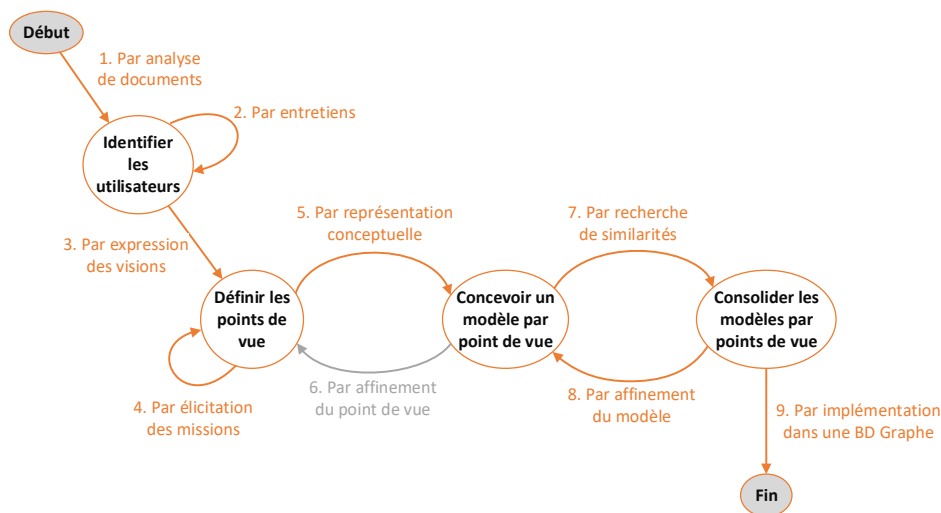 Début
1. Par analyse
de documents
2. Par entretiens
Identifier
les
utilisateurs
3. Par expression
des visions
5. Par représentation
conceptuelle
7. Par recherche
de similarités
Définir les
points de
vue
Concevoir un
modèle par
point de vue
Consolider les
modèles par
points de vue
4. Par élicitation
des missions
6. Par affinement
du point de vue
8. Par affinement
du modèle
9. Par implémentation
dans une BD Graphe
Fin